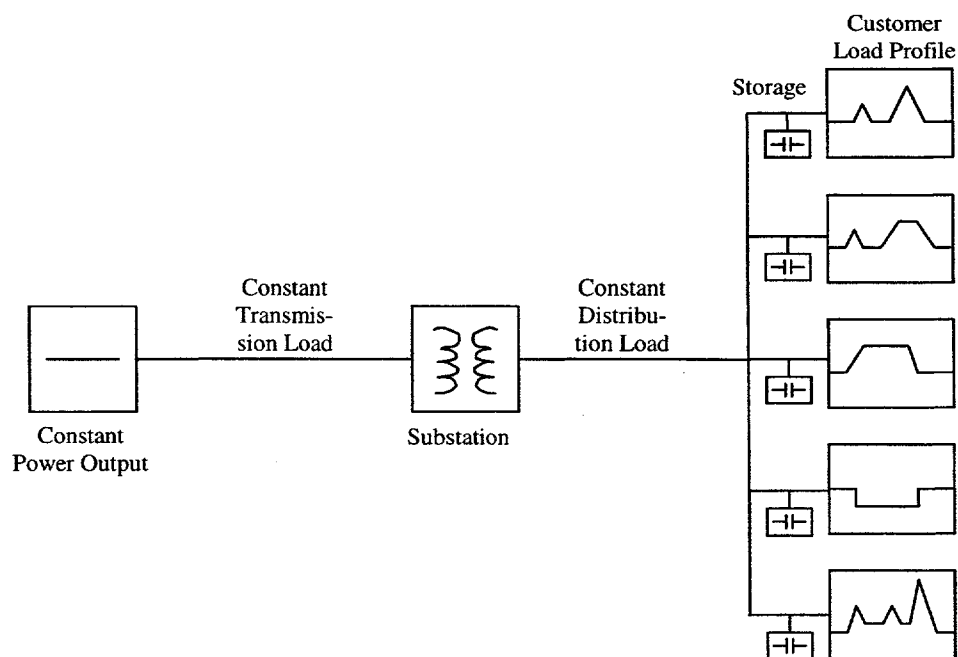 Customer
Load Profile
Storage
Constant
Transmis-
sion Load
Constant
Distribu-
tion Load
Constant
Power Output
Substation